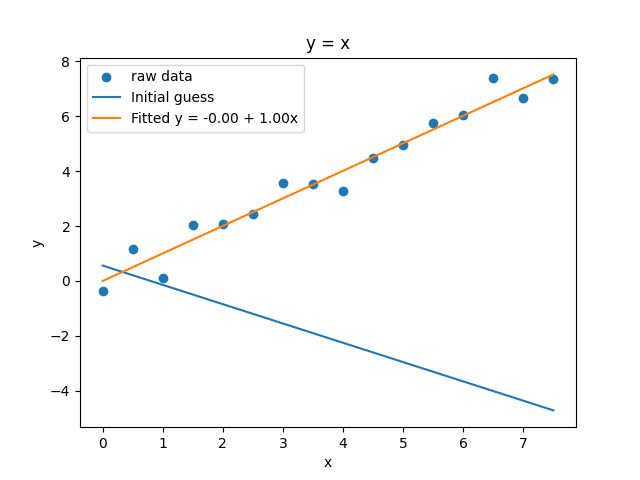 y = x
raw data
Initial guess
Fitted y = -0.00 + 1.00x
y
8
6
4
2
0
−2
−4
0 1 2 3 4 5 6 7
x